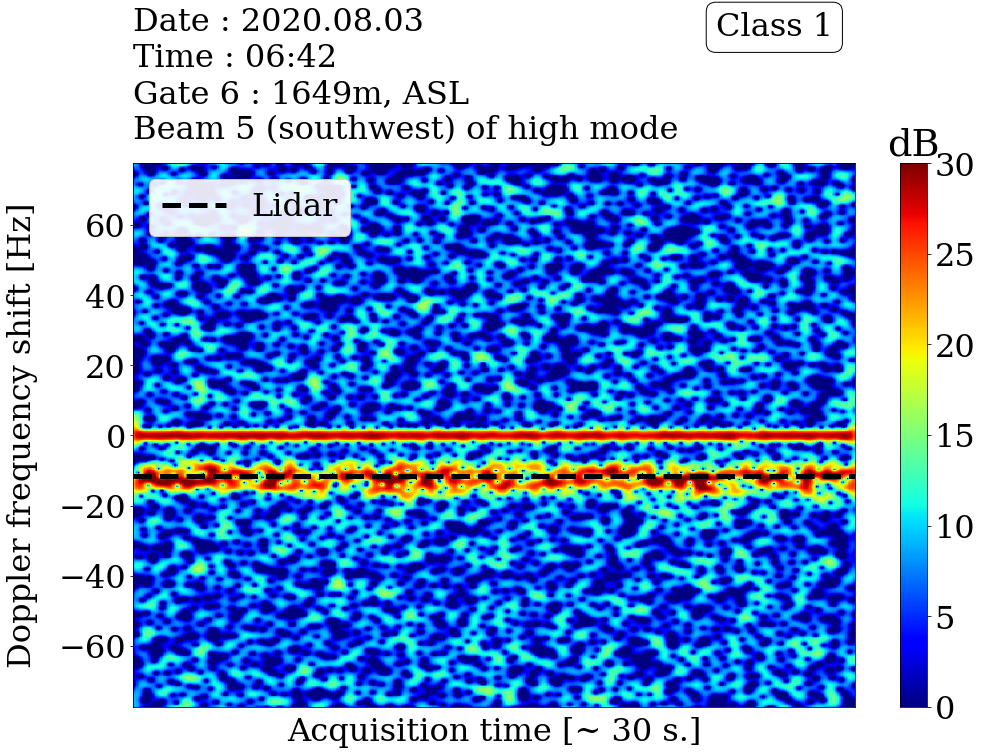 Date : 2020.08.03
Time : 06:42
Gate 6 : 1649m, ASL
Beam 5 (southwest) of high mode
Class 1
dB
Lidar
Doppler frequency shift [Hz]
60
40
20
0
−20
−40
−60
30
25
20
15
10
5
0
Acquisition time [~ 30 s.]